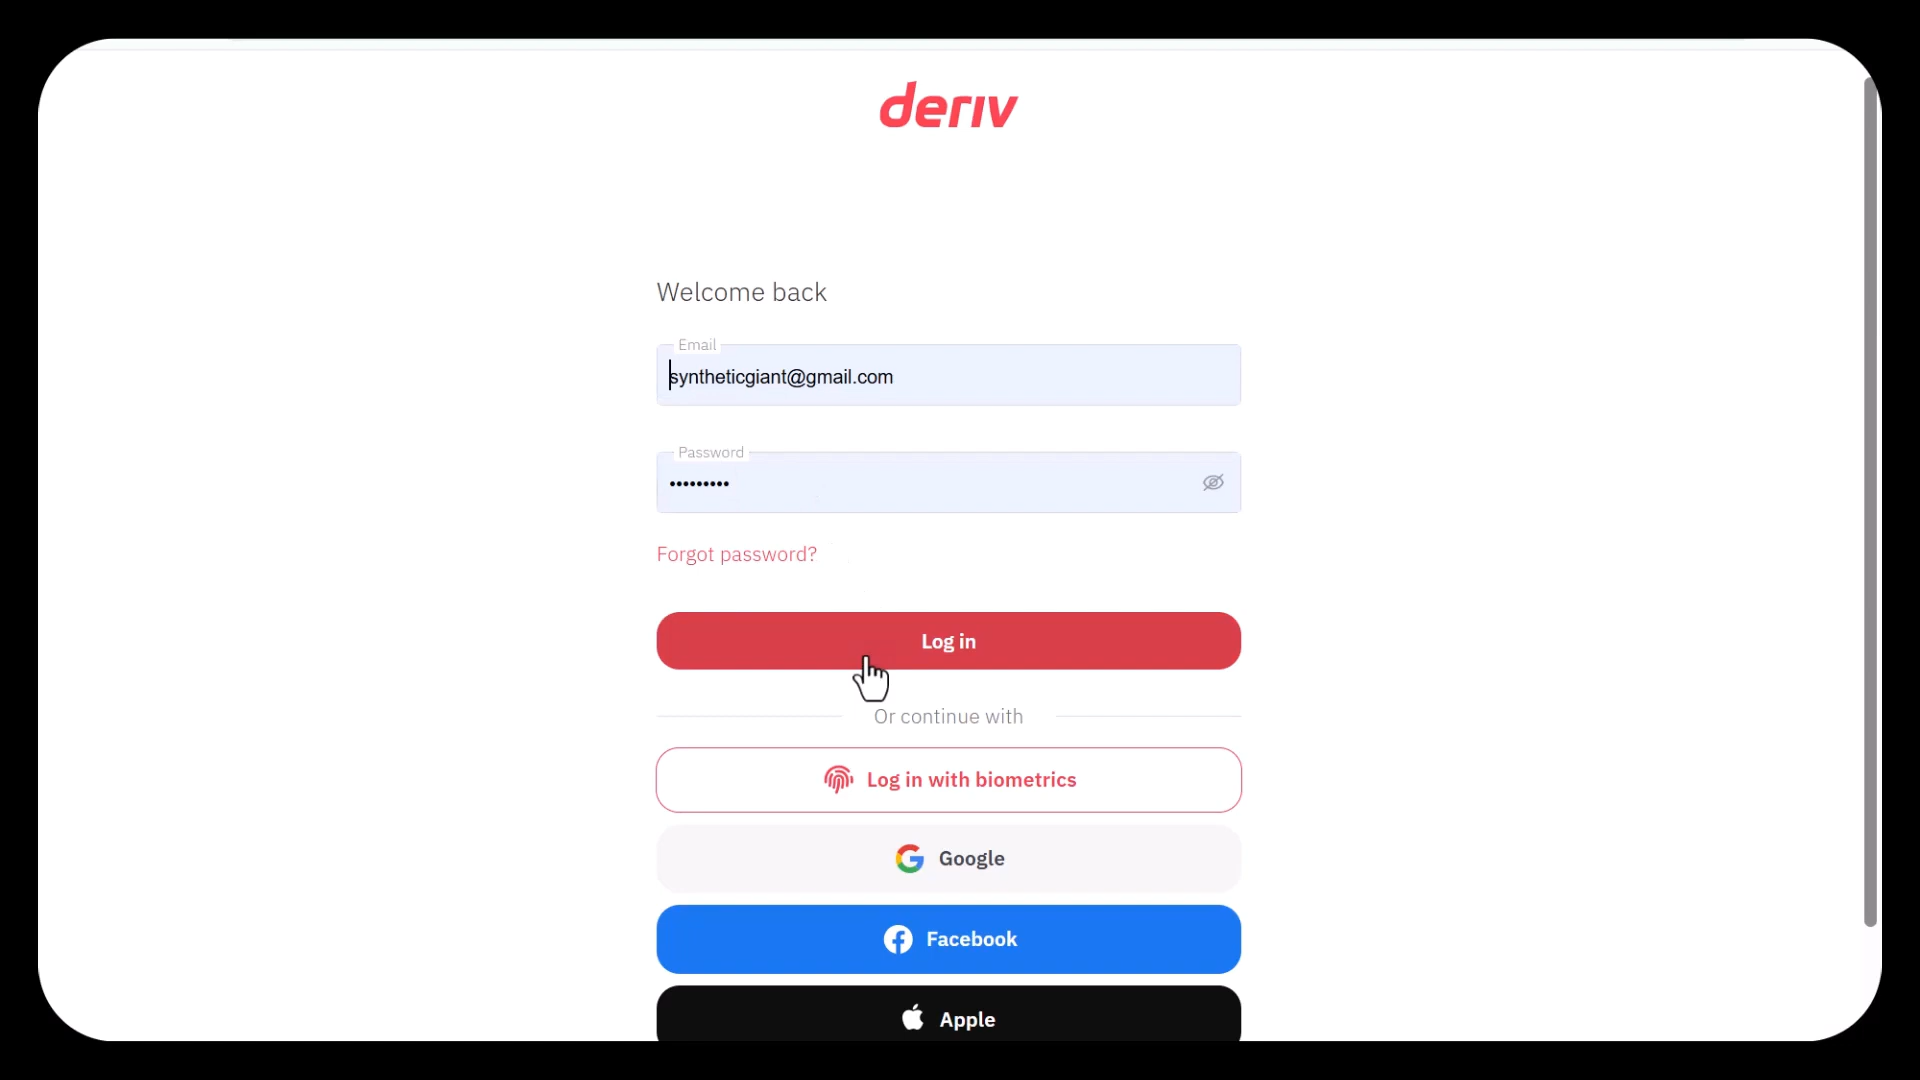 deriv
Welcome back
Email
syntheticgiant@gmail.com
Password
•••••••••
Forgot password?
Log in
Or continue with
Log in with biometrics
Google
Facebook
Apple